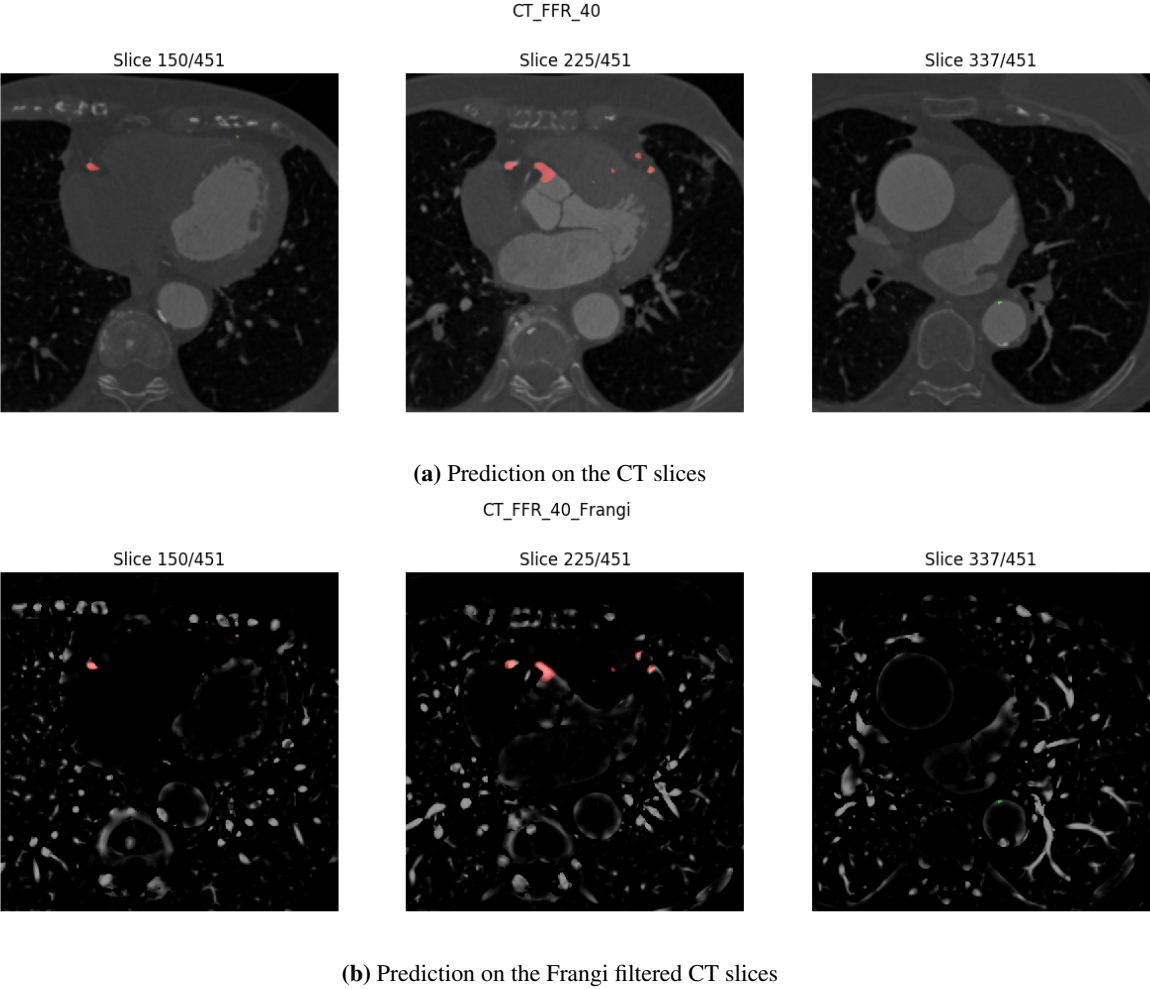 CT_FFR_40
Slice 150/451 Slice 225/451 Slice 337/451
(a) Prediction on the CT slices
CT_FFR_40_Frangi
Slice 150/451 Slice 225/451 Slice 337/451
(b) Prediction on the Frangi filtered CT slices